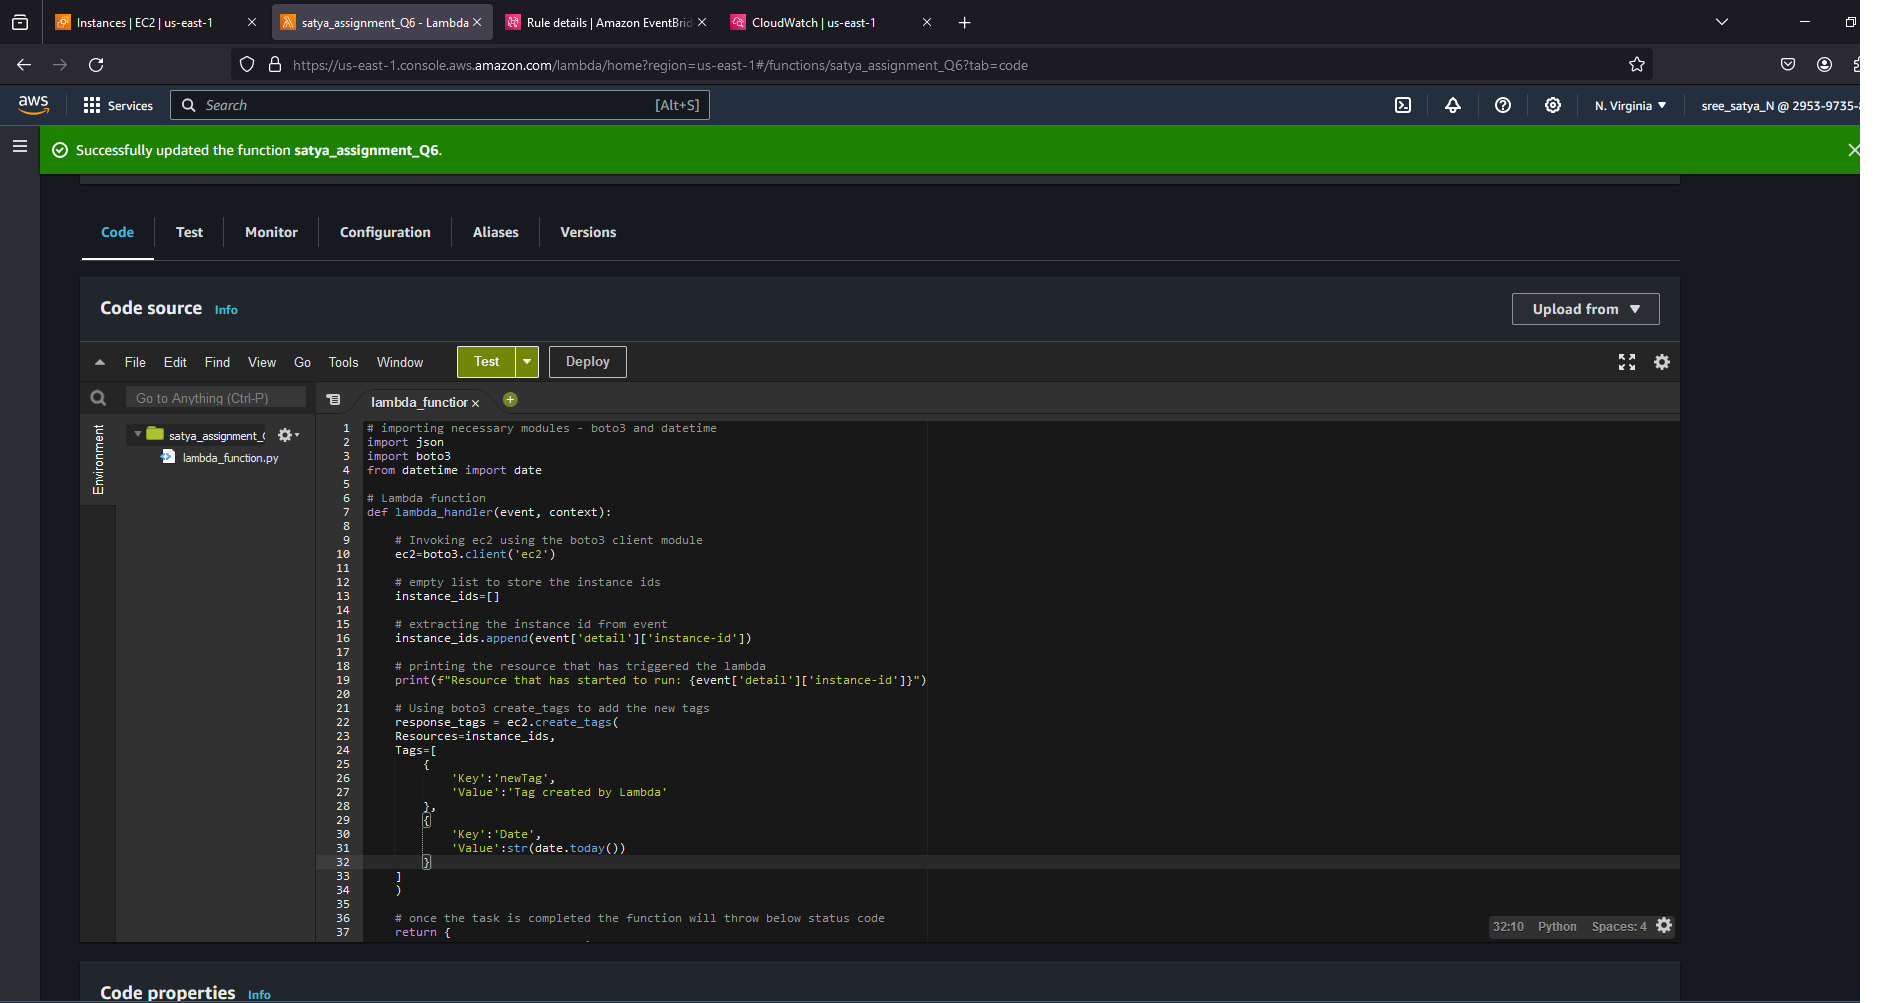 Instances | EC2 | us-east-1
satya_assignment_Q6 - Lambda
Rule details | Amazon EventBrid
CloudWatch | us-east-1
https://us-east-1.console.aws.amazon.com/lambda/home?region=us-east-1#/functions/satya_assignment_Q6?tab=code
aws
Services
Search
[Alt+S]
N. Virginia
sree_satya_N @ 2953-9735-
Successfully updated the function satya_assignment_Q6.
Code
Test
Monitor
Configuration
Aliases
Versions
Code source Info
Upload from
File Edit Find View Go Tools Window
Test
Deploy
Go to Anything (Ctrl-P)
lambda_function
Environment
satya_assignment_
lambda_function.py
1 # importing necessary modules - boto3 and datetime
2 import json
3 import boto3
4 from datetime import date
5
6 # Lambda function
7 def lambda_handler(event, context):
8
9     # Invoking ec2 using the boto3 client module
10     ec2=boto3.client('ec2')
11
12     # empty list to store the instance ids
13     instance_ids=[]
14
15     # extracting the instance id from event
16     instance_ids.append(event['detail']['instance-id'])
17
18     # printing the resource that has triggered the lambda
19     print(f"Resource that has started to run: {event['detail']['instance-id']}")
20
21     # Using boto3 create_tags to add the new tags
22     response_tags = ec2.create_tags(
23     Resources=instance_ids,
24     Tags=[
25         {
26             'Key':'newTag',
27             'Value':'Tag created by Lambda'
28         },
29         {
30             'Key':'Date',
31             'Value':str(date.today())
32         }
33     ]
34     )
35
36     # once the task is completed the function will throw below status code
37     return {
32:10 Python Spaces: 4
Code properties Info